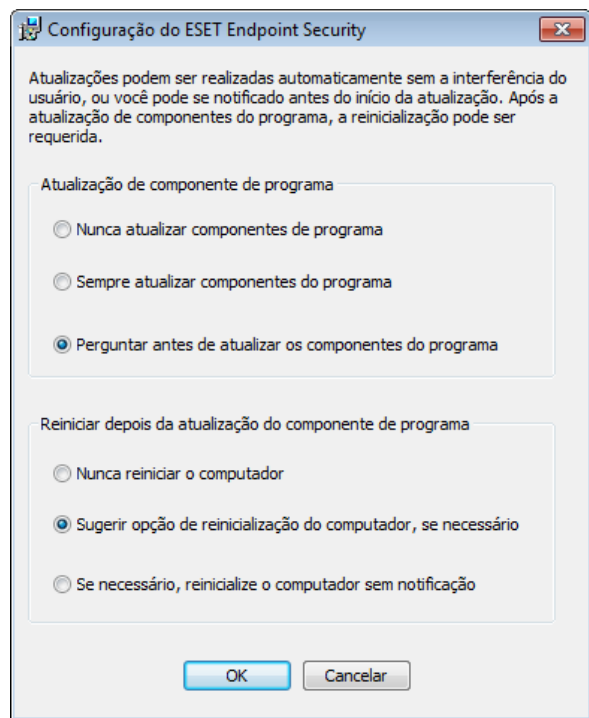 Configuração do ESET Endpoint Security
Atualizações podem ser realizadas automaticamente sem a interferência do
usuário, ou você pode se notificado antes do início da atualização. Após a
atualização de componentes do programa, a reinicialização pode ser
requerida.
Atualização de componente de programa
Nunca atualizar componentes de programa
Sempre atualizar componentes do programa
Perguntar antes de atualizar os componentes do programa
Reiniciar depois da atualização do componente de programa
Nunca reiniciar o computador
Sugerir opção de reinicialização do computador, se necessário
Se necessário, reinicialize o computador sem notificação
OK
Cancelar